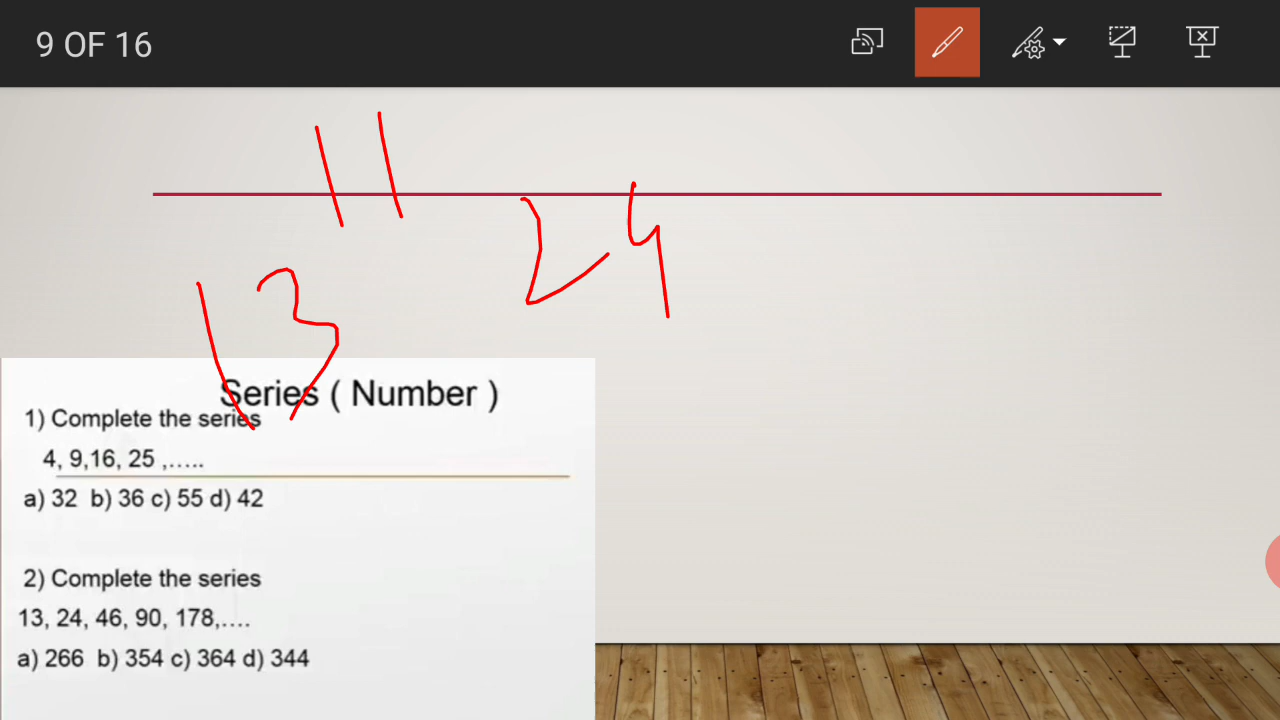 9 OF 16
11
13 24
Series ( Number )
1) Complete the series
4, 9,16, 25 ,.....
a) 32 b) 36 c) 55 d) 42
2) Complete the series
13, 24, 46, 90, 178,....
a) 266 b) 354 c) 364 d) 344